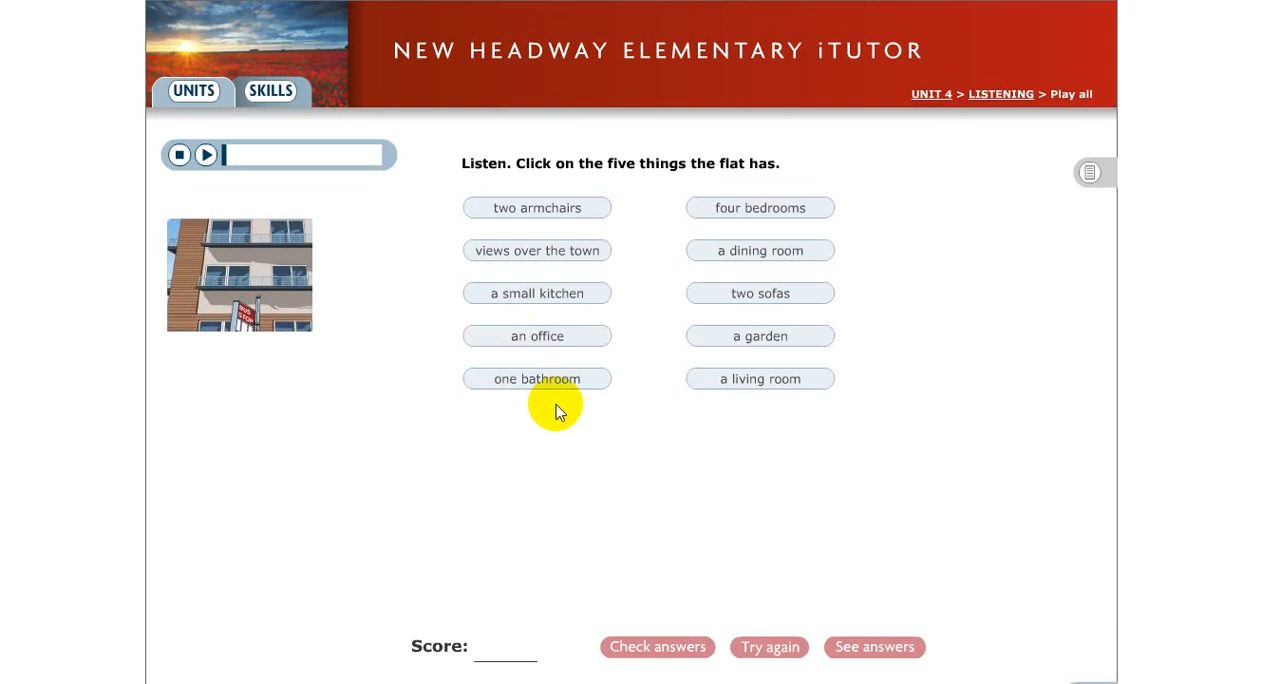 NEW HEADWAY ELEMENTARY iTUTOR
UNITS
SKILLS
UNIT 4 > LISTENING > Play all
Listen. Click on the five things the flat has.
two armchairs
four bedrooms
views over the town
a dining room
a small kitchen
two sofas
an office
a garden
one bathroom
a living room
BUS
STOP
Score:
Check answers
Try again
See answers